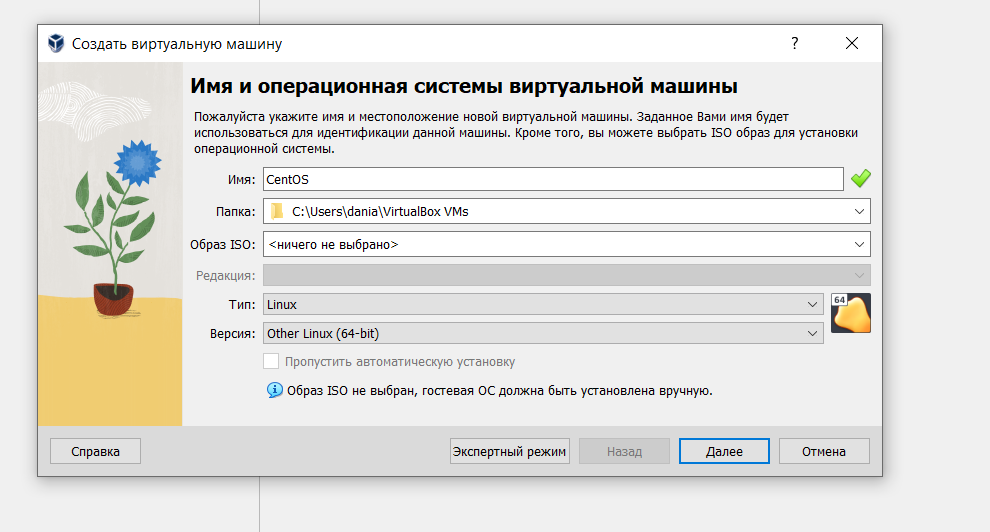 Создать виртуальную машину
?
Имя и операционная системы виртуальной машины
Пожалуйста укажите имя и местоположение новой виртуальной машины. Заданное Вами имя будет
использоваться для идентификации данной машины. Кроме того, вы можете выбрать ISO образ для установки
операционной системы.
Имя: CentOS
Папка: C:\Users\dania\VirtualBox VMs
Образ ISO: <ничего не выбрано>
Редакция:
Тип: Linux
64
Версия: Other Linux (64-bit)
Пропустить автоматическую установку
Образ ISO не выбран, гостевая ОС должна быть установлена вручную.
Справка Экспертный режим Назад Далее Отмена